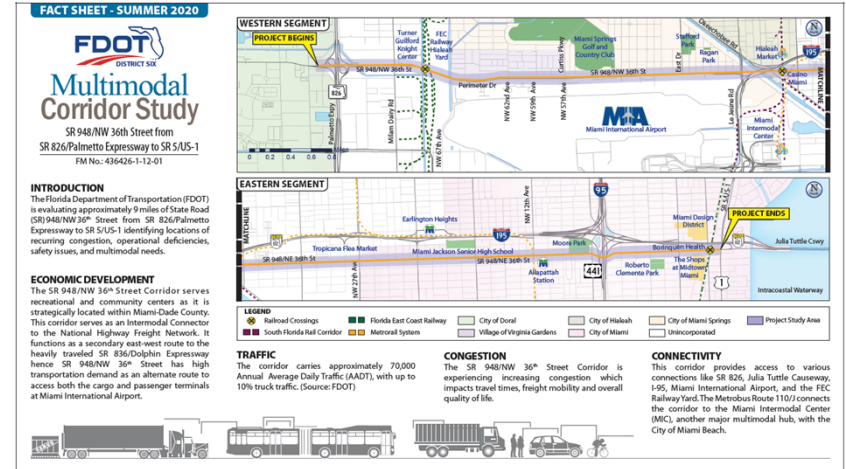 FACT SHEET - SUMMER 2020
FDOT
DISTRICT SIX
Multimodal
Corridor Study
SR 948/NW 36th Street from
SR 826/Palmetto Expressway to SR 5/US-1
FM No.: 436426-1-12-01
INTRODUCTION
The Florida Department of Transportation (FDOT)
is evaluating approximately 9 miles of State Road
(SR) 948/NW 36th Street from SR 826/Palmetto
Expressway to SR 5/US-1 identifying locations of
recurring congestion, operational deficiencies,
safety issues, and multimodal needs.
ECONOMIC DEVELOPMENT
The SR 948/NW 36th Street Corridor serves
recreational and community centers as it is
strategically located within Miami-Dade County.
This corridor serves as an Intermodal Connector
to the National Highway Freight Network. It
functions as a secondary east-west route to the
heavily traveled SR 836/Dolphin Expressway
hence SR 948/NW 36th Street has high
transportation demand as an alternate route to
access both the cargo and passenger terminals
at Miami International Airport.
WESTERN SEGMENT
PROJECT BEGINS
Turner
Guilford
Knight
Center
FEC
Railway
Hialeah
Yard
Curtiss Pkwy
Miami Springs
Golf and
Country Club
Stafford
Park
Ragan
Park
East Dr
Okeechobee Rd
Hialeah
Market
195
Casino
Miami
MATCHLINE
SR 948/NW 36th St
SR 948/NW 36th St
826
Palmetto Expy
Milam Dairy Rd
NW 67th Ave
Perimeter Dr
NW 62nd Ave
NW 59th Ave
NW 57th Ave
MIA
Miami International Airport
Le Jeune Rd
Miami
Intermodal
Center
0 0.2 0.4 0.6 0.8
Miles
EASTERN SEGMENT
MATCHLINE
Tropicana Flea Market
NW 27th Ave
Earlington Heights
195
Miami Jackson Senior High School
NW 12th Ave
Moore Park
95
Allapattah
Station
441
Roberto
Clemente Park
Miami Design
District
Borinquen Health
The Shops
at Midtown
Miami
SR 5/US-1
PROJECT ENDS
1
Julia Tuttle Cswy
Intracoastal Waterway
SR 948/NE 36th St
SR 948/NE 36th St
LEGEND
Railroad Crossings
Florida East Coast Railway
City of Doral
City of Hialeah
City of Miami Springs
Project Study Area
South Florida Rail Corridor
Metrorail System
Village of Virginia Gardens
City of Miami
Unincorporated
TRAFFIC
The corridor carries approximately 70,000
Annual Average Daily Traffic (AADT), with up to
10% truck traffic. (Source: FDOT)
CONGESTION
The SR 948/NW 36th Street Corridor is
experiencing increasing congestion which
impacts travel times, freight mobility and overall
quality of life.
CONNECTIVITY
This corridor provides access to various
connections like SR 826, Julia Tuttle Causeway,
I-95, Miami International Airport, and the FEC
Railway Yard. The Metrobus Route 110/J connects
the corridor to the Miami Intermodal Center
(MIC), another major multimodal hub, with the
City of Miami Beach.